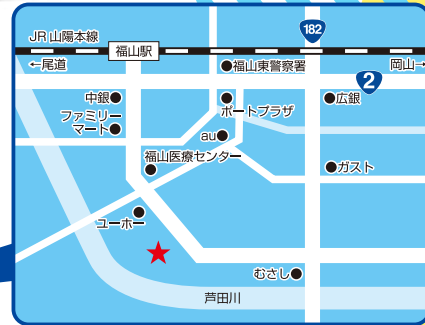 182
JR山陽本線
福山駅
←尾道
福山東警察署
岡山→
2
中銀
ポートプラザ
広銀
ファミリー
マート
au
福山医療センター
ガスト
ユーホー
むさし
芦田川